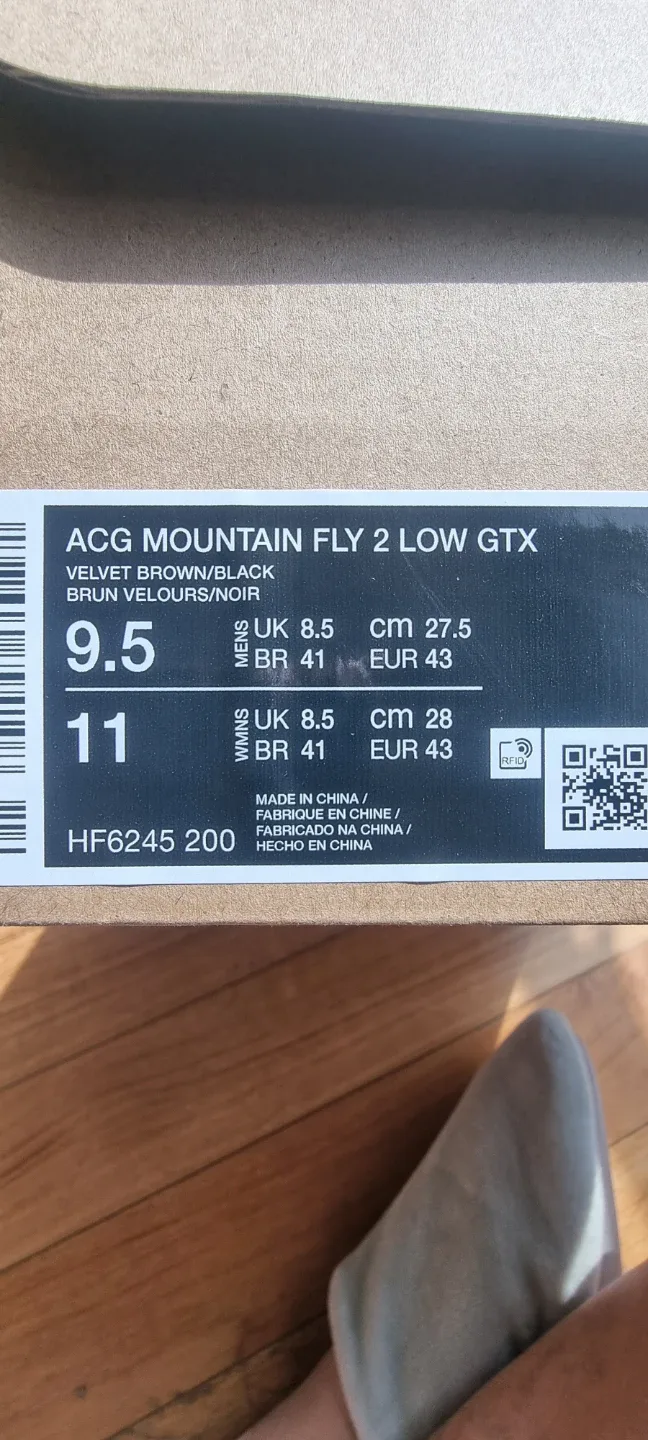 ACG MOUNTAIN FLY 2 LOW GTX
VELVET BROWN/BLACK
BRUN VELOURS/NOIR
9.5 MENS UK 8.5 cm 27.5
BR 41 EUR 43
11 WMNS UK 8.5 cm 28
BR 41 EUR 43
RFID
HF6245 200
MADE IN CHINA /
FABRIQUE EN CHINE /
FABRICADO NA CHINA /
HECHO EN CHINA